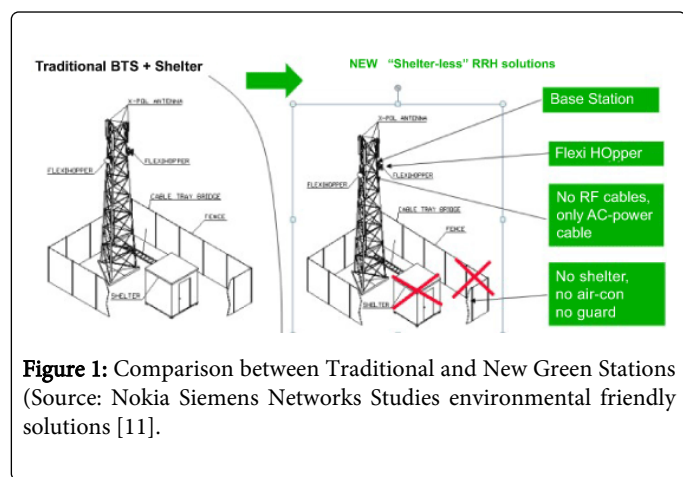 Traditional BTS + Shelter
NEW "Shelter-less" RRH solutions
X-POL ANTENNA
FLEXIHOPPER
FLEXIHOPPER
CABLE TRAY BRIDGE
FENCE
SHELTER
X-POL ANTENNA
FLEXIHOPPER
FLEXIHOPPER
CABLE TRAY BRIDGE
FENCE
SHELTER
Base Station
Flexi HOpper
No RF cables,
only AC-power
cable
No shelter,
no air-con
no guard
Figure 1: Comparison between Traditional and New Green Stations
(Source: Nokia Siemens Networks Studies environmental friendly
solutions [11].